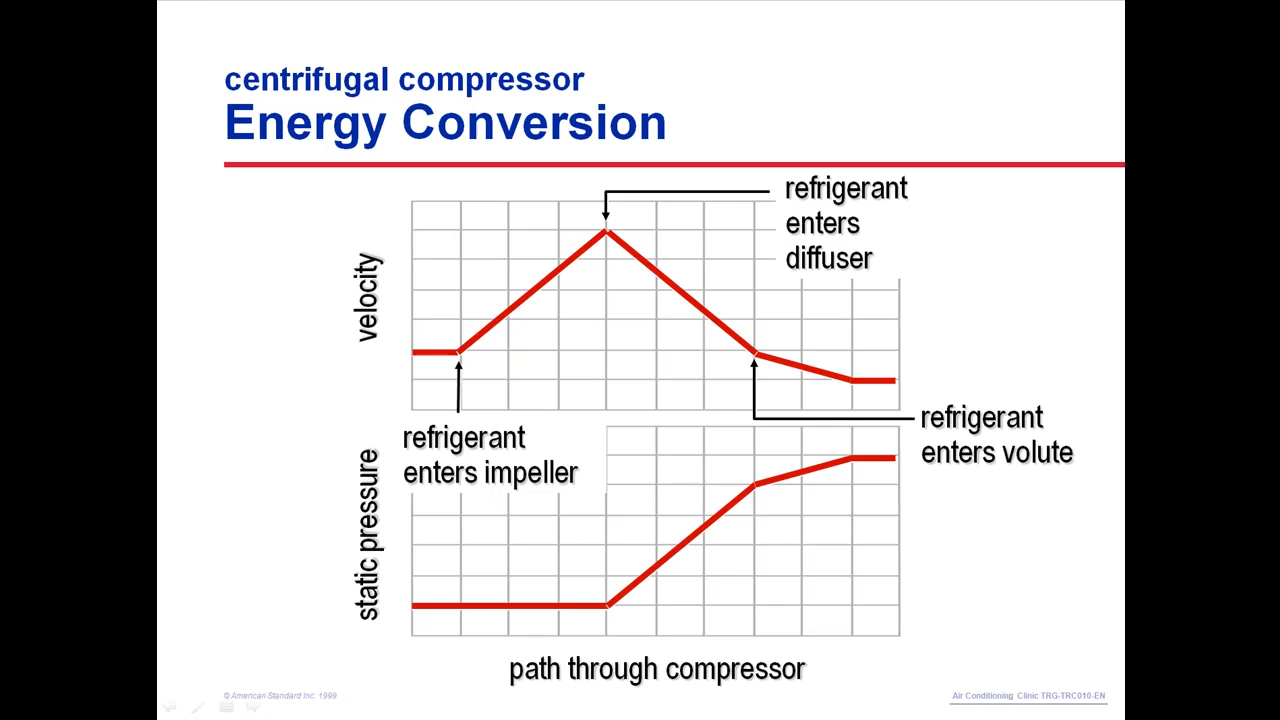 centrifugal compressor
Energy Conversion
refrigerant
enters
diffuser
velocity
refrigerant
enters impeller
refrigerant
enters volute
static pressure
path through compressor
© American Standard Inc. 1999
Air Conditioning Clinic TRG-TRC010-EN